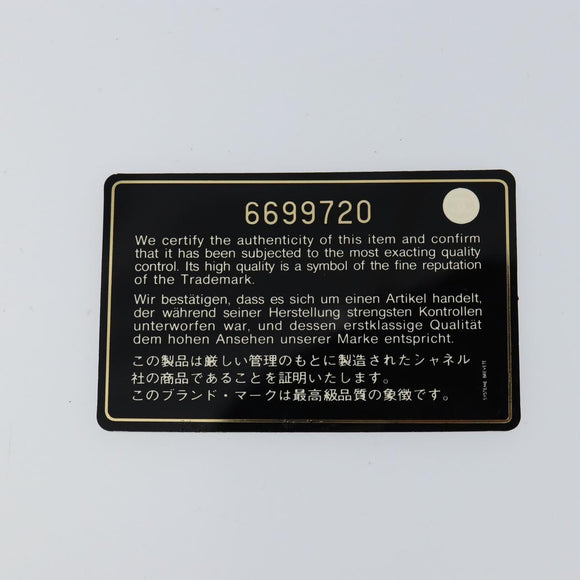 6699720
We certify the authenticity of this item and confirm
that it has been subjected to the most exacting quality
control. Its high quality is a symbol of the fine reputation
of the Trademark.
Wir bestätigen, dass es sich um einen Artikel handelt,
der während seiner Herstellung strengsten Kontrollen
unterworfen war, und dessen erstklassige Qualität
dem hohen Ansehen unserer Marke entspricht.
この製品は厳しい管理のもとに製造されたシャネル
社の商品であることを証明いたします。
このブランド・マークは最高級品質の象徴です。